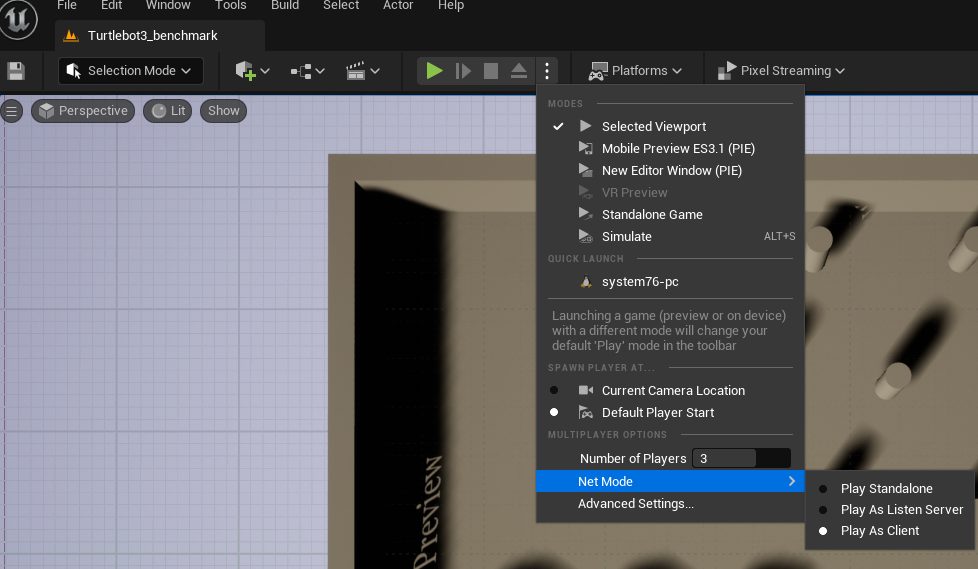 File Edit Window Tools Build Select Actor Help
Turtlebot3_benchmark
Selection Mode
Platforms
Pixel Streaming
Perspective
Lit
Show
MODES
Selected Viewport
Mobile Preview ES3.1 (PIE)
New Editor Window (PIE)
VR Preview
Standalone Game
Simulate ALT+S
QUICK LAUNCH
system76-pc
Launching a game (preview or on device)
with a different mode will change your
default 'Play' mode in the toolbar
SPAWN PLAYER AT...
Current Camera Location
Default Player Start
MULTIPLAYER OPTIONS
Number of Players 3
Net Mode
Advanced Settings...
Play Standalone
Play As Listen Server
Play As Client
Preview